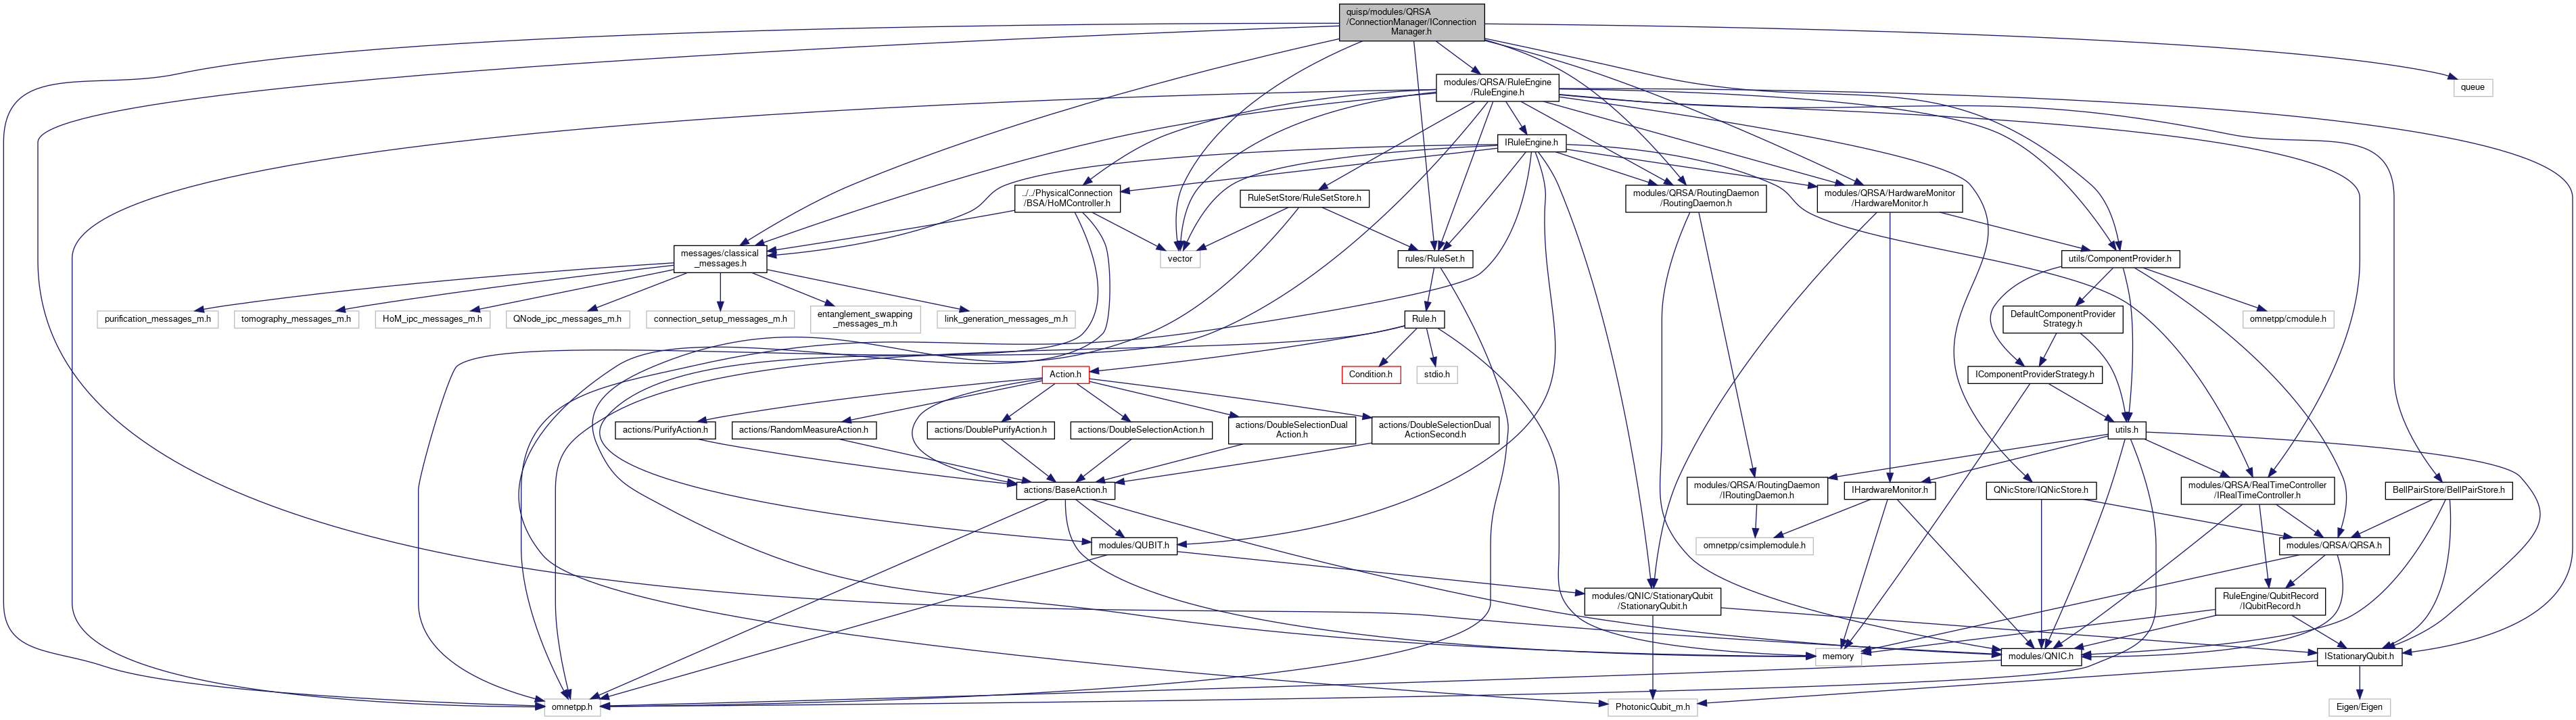 quisp/modules/QRSA
/ConnectionManager/IConnection
Manager.h
modules/QRSA/RuleEngine
/RuleEngine.h
queue
IRuleEngine.h
../../PhysicalConnection
/BSA/HoMController.h
RuleSetStore/RuleSetStore.h
modules/QRSA/RoutingDaemon
/RoutingDaemon.h
modules/QRSA/HardwareMonitor
/HardwareMonitor.h
messages/classical
_messages.h
vector
rules/RuleSet.h
utils/ComponentProvider.h
purification_messages_m.h
tomography_messages_m.h
HoM_ipc_messages_m.h
QNode_ipc_messages_m.h
connection_setup_messages_m.h
entanglement_swapping
_messages_m.h
link_generation_messages_m.h
Rule.h
DefaultComponentProvider
Strategy.h
omnetpp/cmodule.h
Action.h
Condition.h
stdio.h
IComponentProviderStrategy.h
actions/PurifyAction.h
actions/RandomMeasureAction.h
actions/DoublePurifyAction.h
actions/DoubleSelectionAction.h
actions/DoubleSelectionDual
Action.h
actions/DoubleSelectionDual
ActionSecond.h
utils.h
actions/BaseAction.h
modules/QRSA/RoutingDaemon
/IRoutingDaemon.h
IHardwareMonitor.h
QNicStore/IQNicStore.h
modules/QRSA/RealTimeController
/IRealTimeController.h
BellPairStore/BellPairStore.h
modules/QUBIT.h
omnetpp/csimplemodule.h
modules/QRSA/QRSA.h
modules/QNIC/StationaryQubit
/StationaryQubit.h
RuleEngine/QubitRecord
/IQubitRecord.h
memory
modules/QNIC.h
IStationaryQubit.h
omnetpp.h
PhotonicQubit_m.h
Eigen/Eigen